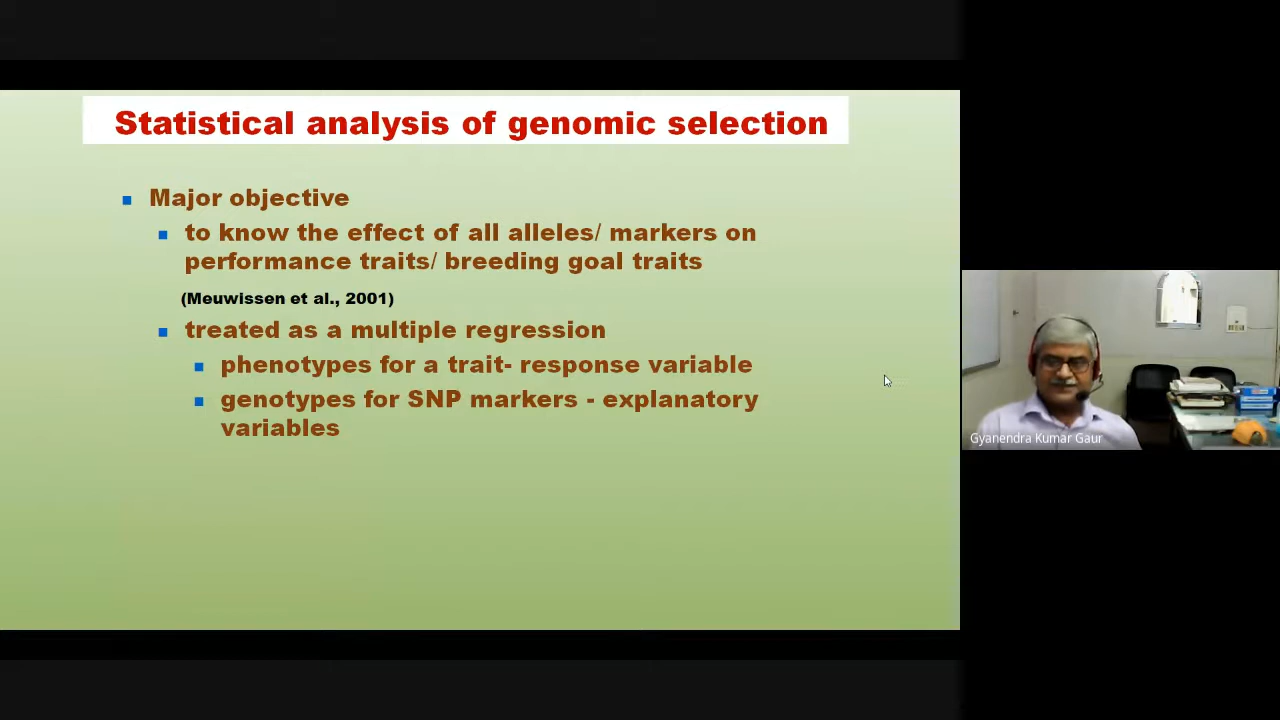 Statistical analysis of genomic selection
Major objective
to know the effect of all alleles/ markers on
performance traits/ breeding goal traits
(Meuwissen et al., 2001)
treated as a multiple regression
phenotypes for a trait- response variable
genotypes for SNP markers - explanatory
variables
Gyanendra Kumar Gaur